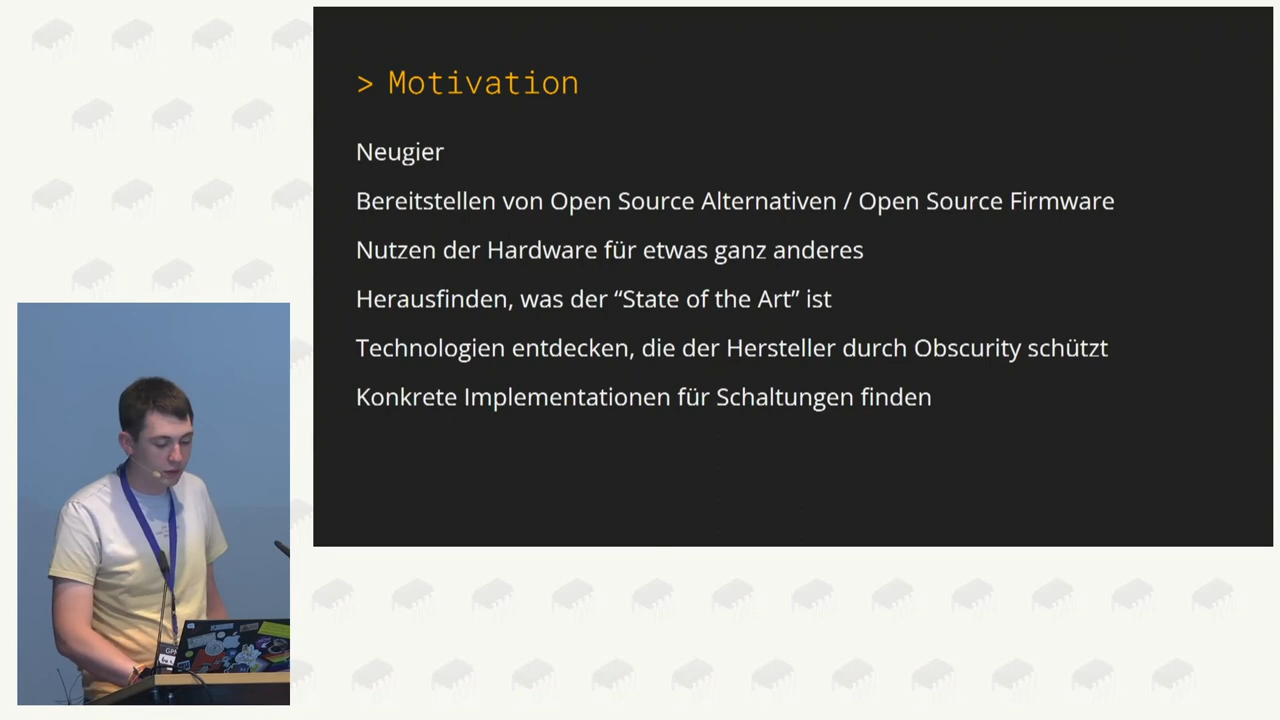 > Motivation
Neugier
Bereitstellen von Open Source Alternativen / Open Source Firmware
Nutzen der Hardware für etwas ganz anderes
Herausfinden, was der “State of the Art” ist
Technologien entdecken, die der Hersteller durch Obscurity schützt
Konkrete Implementationen für Schaltungen finden